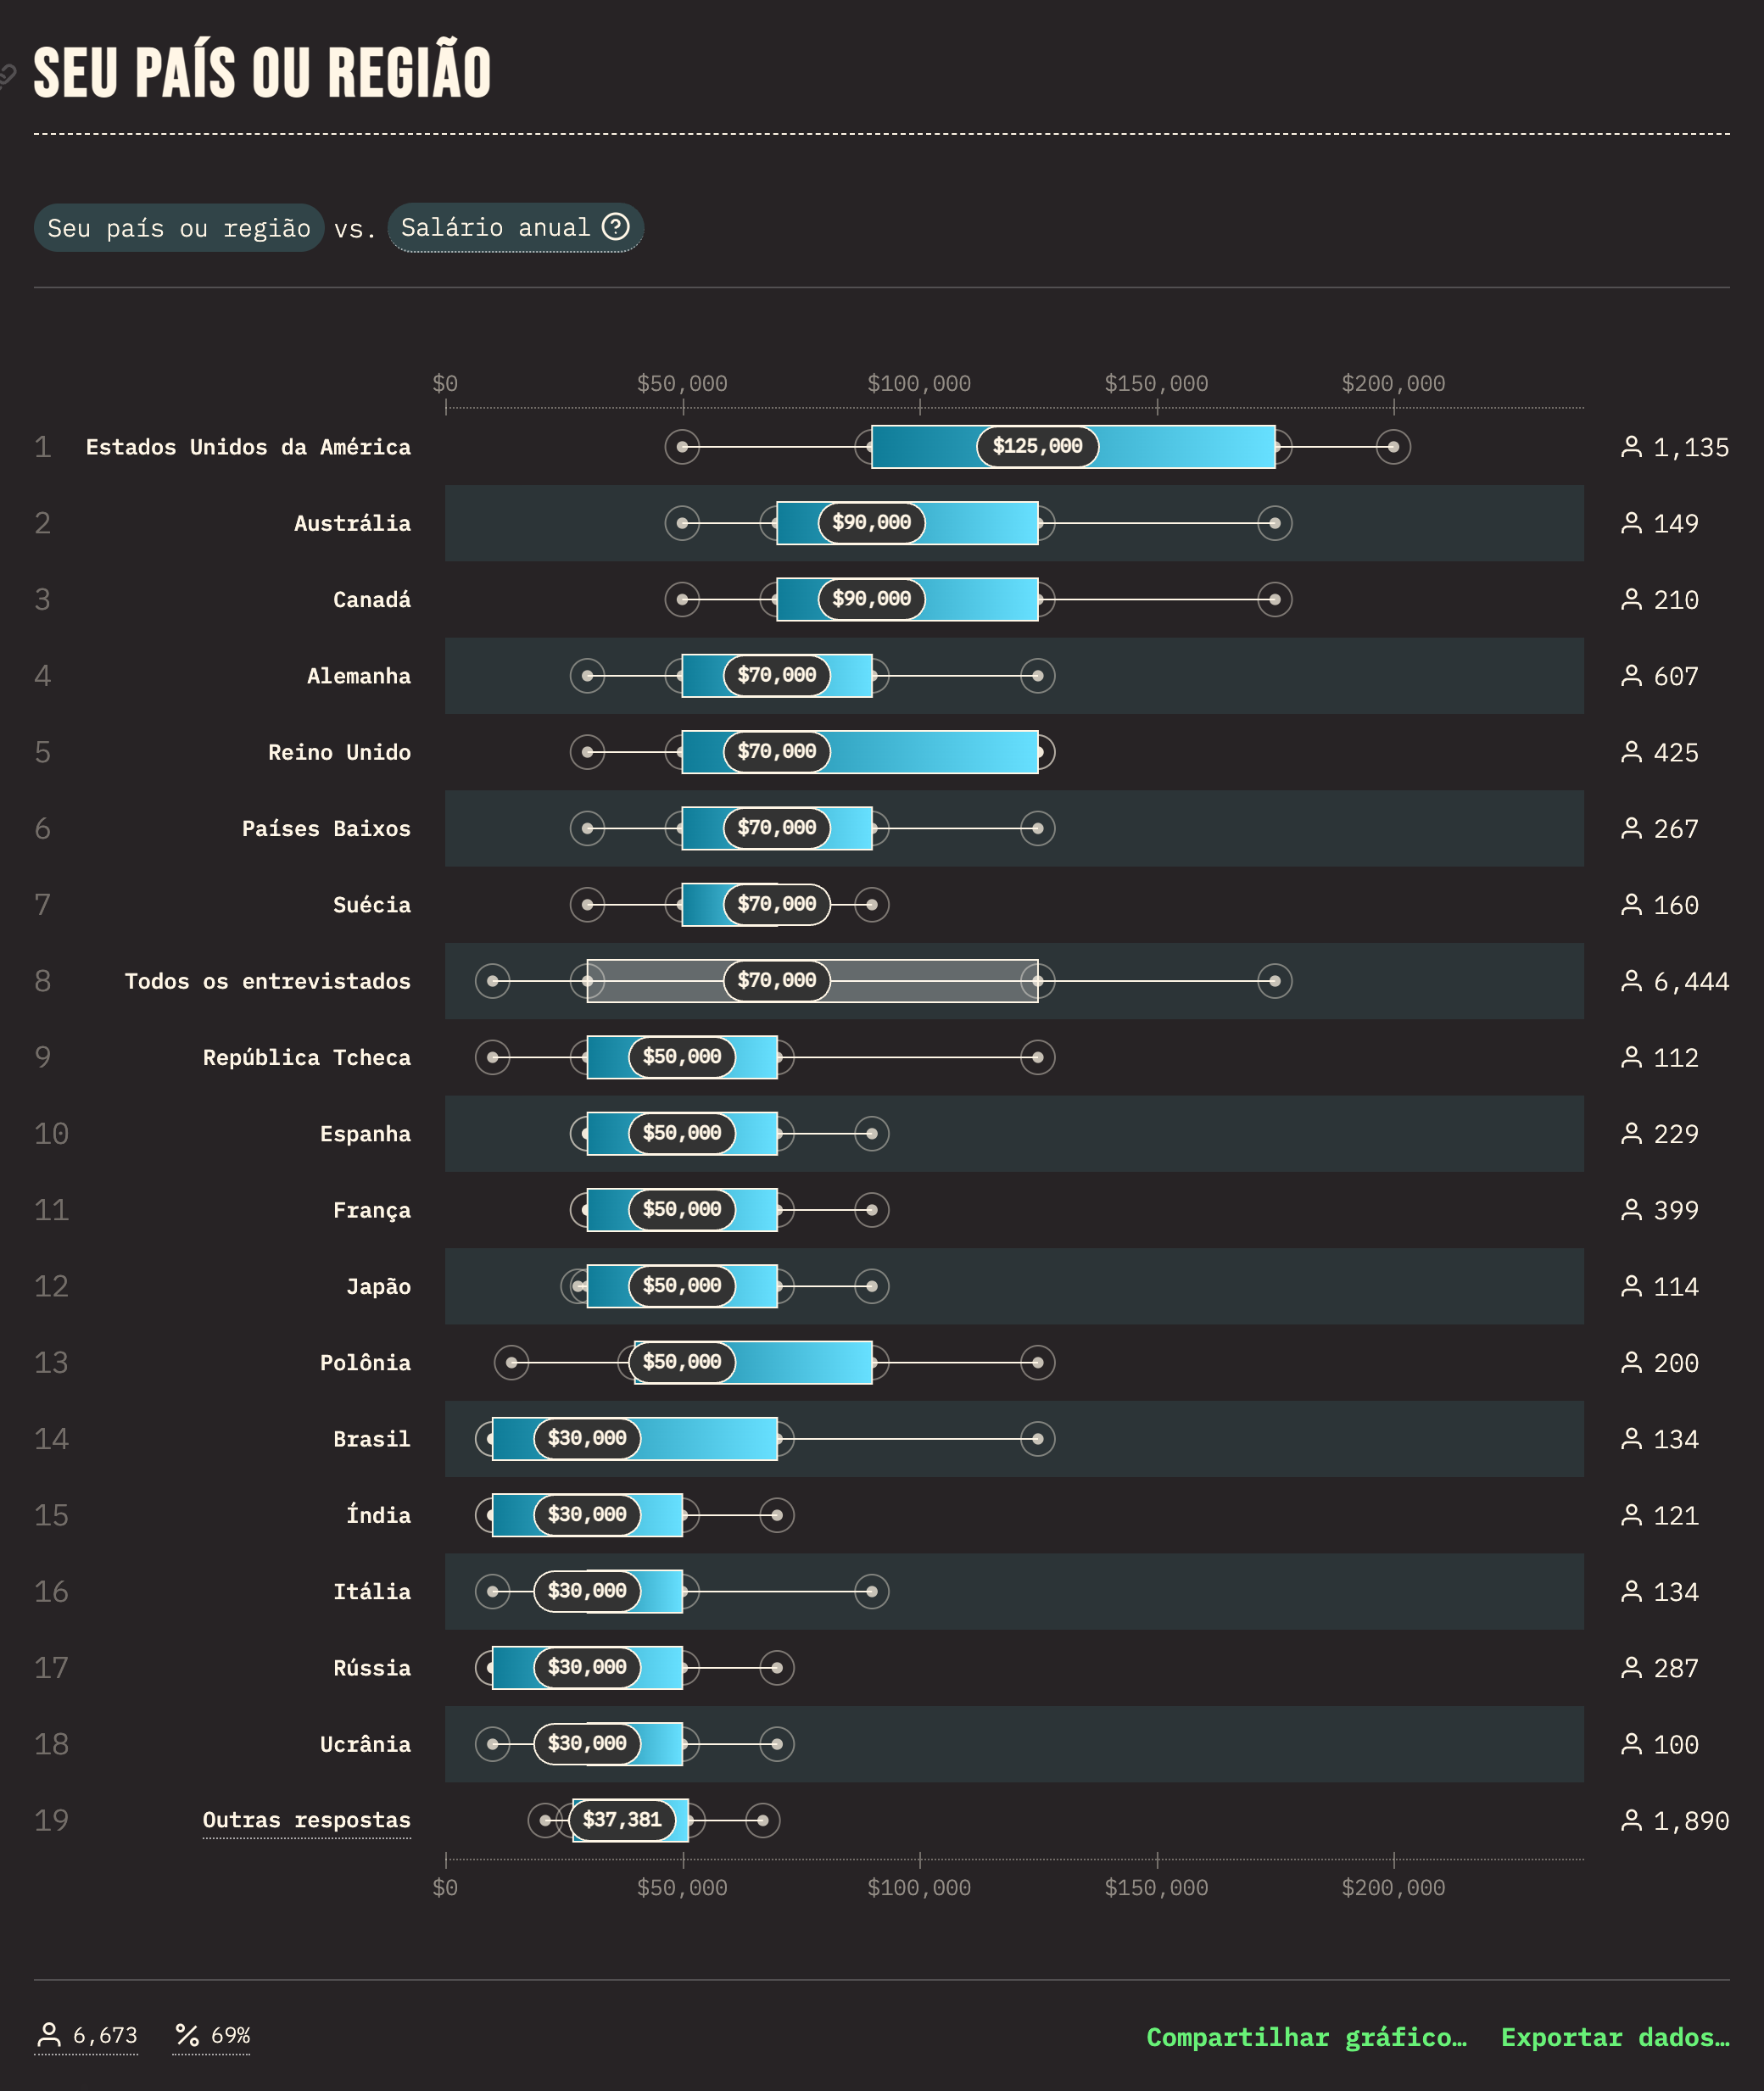 SEU PAÍS OU REGIÃO
Seu país ou região vs. Salário anual ?
$0 $50,000 $100,000 $150,000 $200,000
1 Estados Unidos da América $125,000 1,135
2 Austrália $90,000 149
3 Canadá $90,000 210
4 Alemanha $70,000 607
5 Reino Unido $70,000 425
6 Países Baixos $70,000 267
7 Suécia $70,000 160
8 Todos os entrevistados $70,000 6,444
9 República Tcheca $50,000 112
10 Espanha $50,000 229
11 França $50,000 399
12 Japão $50,000 114
13 Polônia $50,000 200
14 Brasil $30,000 134
15 Índia $30,000 121
16 Itália $30,000 134
17 Rússia $30,000 287
18 Ucrânia $30,000 100
19 Outras respostas $37,381 1,890
$0 $50,000 $100,000 $150,000 $200,000
6,673 % 69% Compartilhar gráfico… Exportar dados…